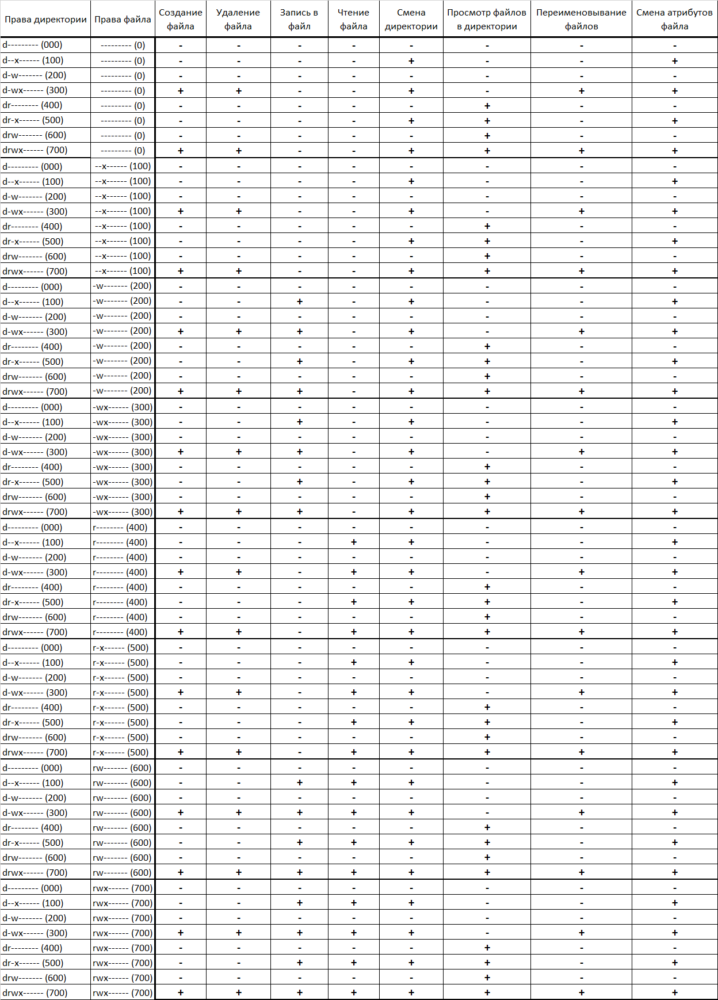 Права директории Права файла Создание файла Удаление файла Запись в файл Чтение файла Смена директории Просмотр файлов в директории Переименовывание файлов Смена атрибутов файла
d--------- (000) --------- (0) - - - - - - - -
d--x------ (100) --------- (0) - - - - + - - +
d-w------- (200) --------- (0) - - - - - - - -
d-wx------ (300) --------- (0) + + - - + - + +
dr-------- (400) --------- (0) - - - - - + - -
dr-x------ (500) --------- (0) - - - - + + - +
drw------- (600) --------- (0) - - - - - + - -
drwx------ (700) --------- (0) + + - - + + + +
d--------- (000) --x------ (100) - - - - - - - -
d--x------ (100) --x------ (100) - - - - + - - +
d-w------- (200) --x------ (100) - - - - - - - -
d-wx------ (300) --x------ (100) + + - - + - + +
dr-------- (400) --x------ (100) - - - - - + - -
dr-x------ (500) --x------ (100) - - - - + + - +
drw------- (600) --x------ (100) - - - - - + - -
drwx------ (700) --x------ (100) + + - - + + + +
d--------- (000) -w------- (200) - - - - - - - -
d--x------ (100) -w------- (200) - - + - + - - +
d-w------- (200) -w------- (200) - - - - - - - -
d-wx------ (300) -w------- (200) + + + - + - + +
dr-------- (400) -w------- (200) - - - - - + - -
dr-x------ (500) -w------- (200) - - + - + + - +
drw------- (600) -w------- (200) - - - - - + - -
drwx------ (700) -w------- (200) + + + - + + + +
d--------- (000) -wx------ (300) - - - - - - - -
d--x------ (100) -wx------ (300) - - + - + - - +
d-w------- (200) -wx------ (300) - - - - - - - -
d-wx------ (300) -wx------ (300) + + + - + - + +
dr-------- (400) -wx------ (300) - - - - - + - -
dr-x------ (500) -wx------ (300) - - + - + + - +
drw------- (600) -wx------ (300) - - - - - + - -
drwx------ (700) -wx------ (300) + + + - + + + +
d--------- (000) r-------- (400) - - - - - - - -
d--x------ (100) r-------- (400) - - - + + - - +
d-w------- (200) r-------- (400) - - - - - - - -
d-wx------ (300) r-------- (400) + + - + + - + +
dr-------- (400) r-------- (400) - - - - - + - -
dr-x------ (500) r-------- (400) - - - + + + - +
drw------- (600) r-------- (400) - - - - - + - -
drwx------ (700) r-------- (400) + + - + + + + +
d--------- (000) r-x------ (500) - - - - - - - -
d--x------ (100) r-x------ (500) - - - + + - - +
d-w------- (200) r-x------ (500) - - - - - - - -
d-wx------ (300) r-x------ (500) + + - + + - + +
dr-------- (400) r-x------ (500) - - - - - + - -
dr-x------ (500) r-x------ (500) - - - + + + - +
drw------- (600) r-x------ (500) - - - - - + - -
drwx------ (700) r-x------ (500) + + - + + + + +
d--------- (000) rw------- (600) - - - - - - - -
d--x------ (100) rw------- (600) - - + + + - - +
d-w------- (200) rw------- (600) - - - - - - - -
d-wx------ (300) rw------- (600) + + + + + - + +
dr-------- (400) rw------- (600) - - - - - + - -
dr-x------ (500) rw------- (600) - - + + + + - +
drw------- (600) rw------- (600) - - - - - + - -
drwx------ (700) rw------- (600) + + + + + + + +
d--------- (000) rwx------ (700) - - - - - - - -
d--x------ (100) rwx------ (700) - - + + + - - +
d-w------- (200) rwx------ (700) - - - - - - - -
d-wx------ (300) rwx------ (700) + + + + + - + +
dr-------- (400) rwx------ (700) - - - - - + - -
dr-x------ (500) rwx------ (700) - - + + + + - +
drw------- (600) rwx------ (700) - - - - - + - -
drwx------ (700) rwx------ (700) + + + + + + + +